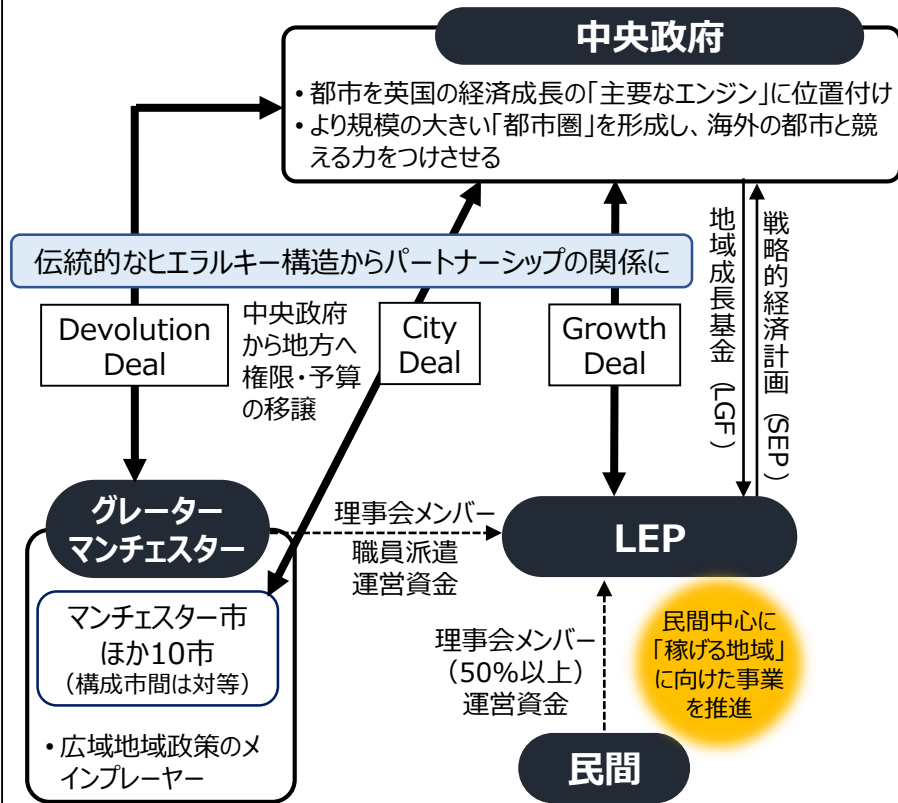 中央政府
• 都市を英国の経済成長の「主要なエンジン」に位置付け
• より規模の大きい「都市圏」を形成し、海外の都市と競
える力をつけさせる
伝統的なヒエラルキー構造からパートナーシップの関係に
Devolution
Deal
中央政府
から地方へ
権限・予算
の移譲
City
Deal
Growth
Deal
地域成長基金（LGF）
戦略的経済計画（SEP）
グレーター
マンチェスター
マンチェスター市
ほか10市
（構成市間は対等）
• 広域地域政策のメ
インプレーヤー
理事会メンバー
職員派遣
運営資金
LEP
理事会メンバー
（50%以上）
運営資金
民間中心に
「稼げる地域」
に向けた事業
を推進
民間